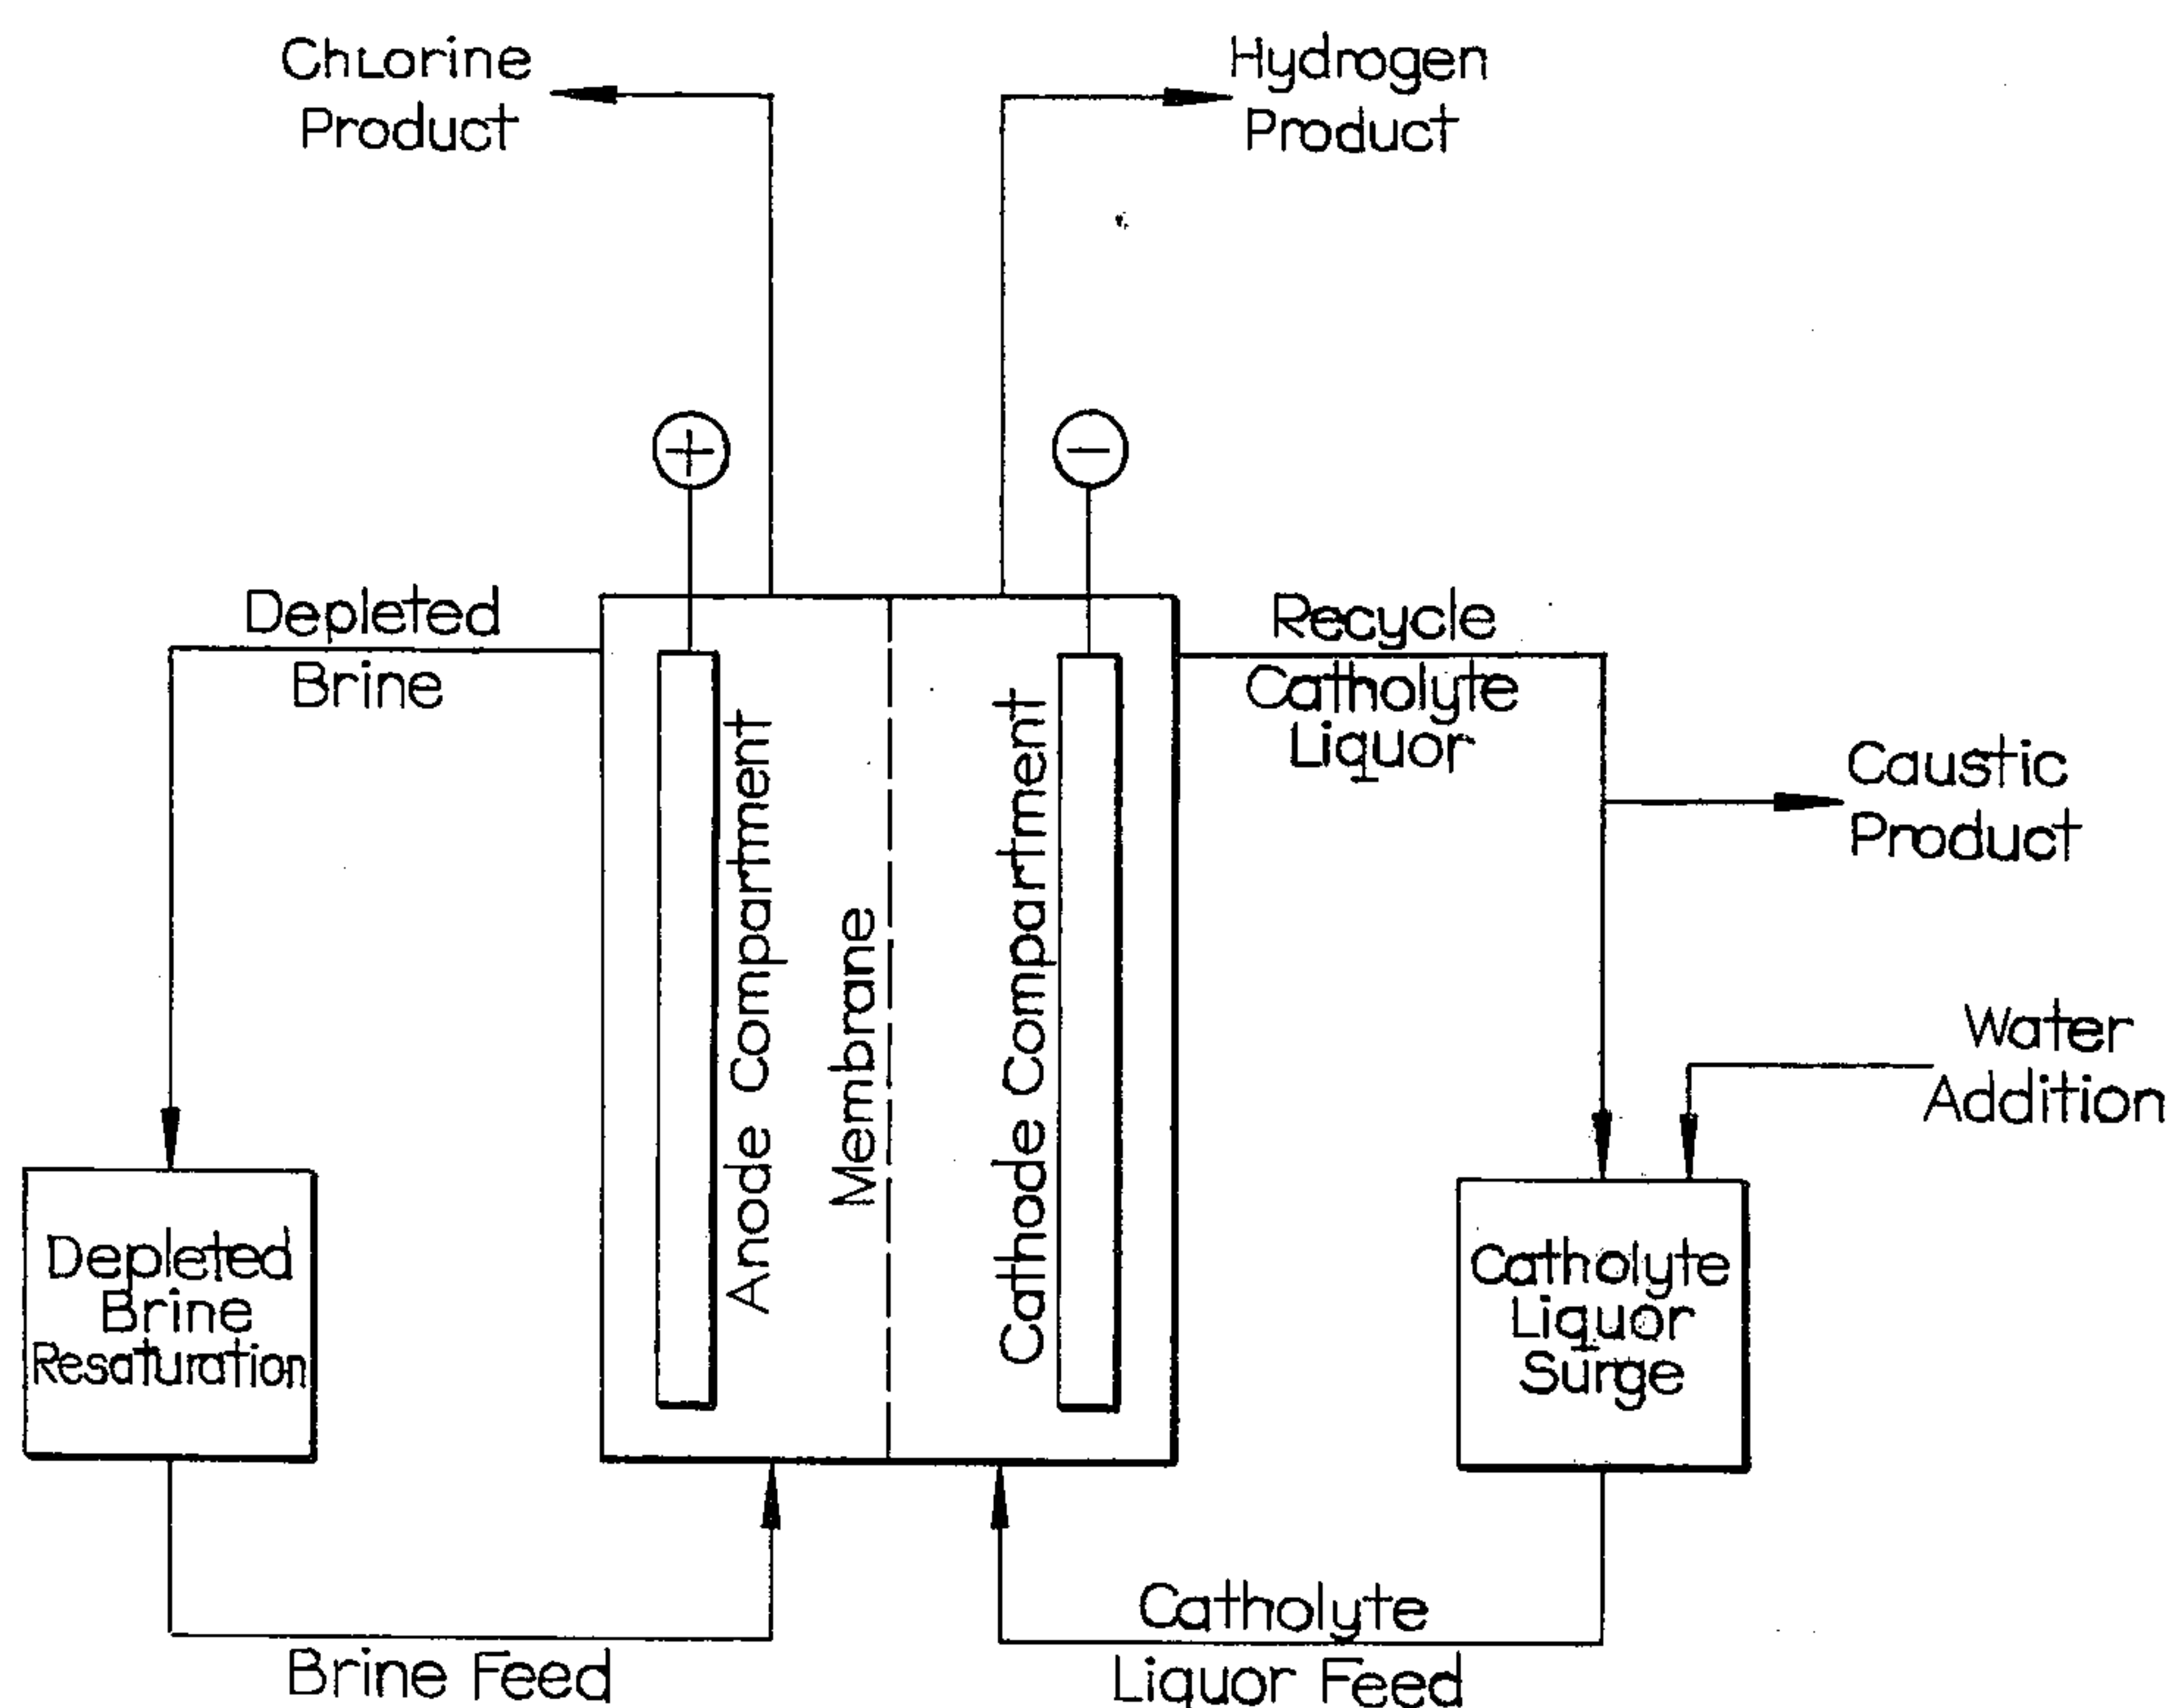 Chlorine
Product
Hydrogen
Product
+
−
Depleted
Brine
Recycle
Catholyte
Liquor
Caustic
Product
Anode Compartment
Membrane
Cathode Compartment
Water
Addition
Depleted
Brine
Resaturation
Catholyte
Liquor
Surge
Brine Feed
Catholyte
Liquor Feed